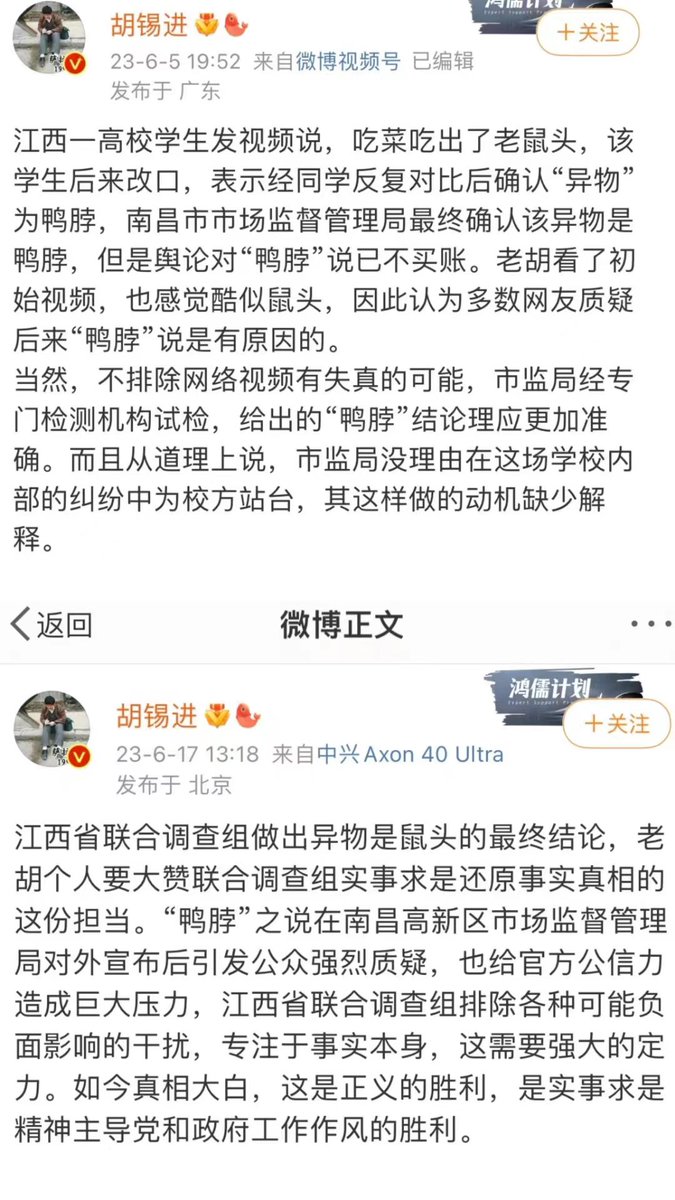 鸿儒计划
Expert Support
胡锡进
+关注
23-6-5 19:52 来自微博视频号 已编辑
发布于 广东
江西一高校学生发视频说，吃菜吃出了老鼠头，该
学生后来改口，表示经同学反复对比后确认“异物”
为鸭脖，南昌市市场监督管理局最终确认该异物是
鸭脖，但是舆论对“鸭脖”说已不买账。老胡看了初
始视频，也感觉酷似鼠头，因此认为多数网友质疑
后来“鸭脖”说是有原因的。
当然，不排除网络视频有失真的可能，市监局经专
门检测机构试检，给出的“鸭脖”结论理应更加准
确。而且从道理上说，市监局没理由在这场学校内
部的纠纷中为校方站台，其这样做的动机缺少解
释。
返回
微博正文
鸿儒计划
Expert Support
胡锡进
+关注
23-6-17 13:18 来自中兴Axon 40 Ultra
发布于 北京
江西省联合调查组做出异物是鼠头的最终结论，老
胡个人要大赞联合调查组实事求是还原事实真相的
这份担当。“鸭脖”之说在南昌高新区市场监督管理
局对外宣布后引发公众强烈质疑，也给官方公信力
造成巨大压力，江西省联合调查组排除各种可能负
面影响的干扰，专注于事实本身，这需要强大的定
力。如今真相大白，这是正义的胜利，是实事求是
精神主导党和政府工作作风的胜利。